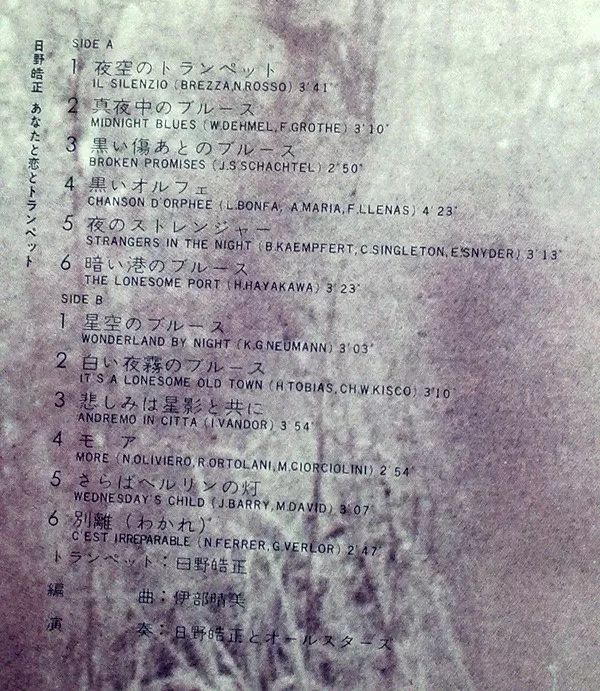 日野皓正 あなたと恋とトランペット
SIDE A
1 夜空のトランペット
IL SILENZIO (BREZZA,N.ROSSO) 3'41"
2 真夜中のブルース
MIDNIGHT BLUES (W.DEHMEL,F.GROTHE) 3'10"
3 黒い傷あとのブルース
BROKEN PROMISES (J.S.SCHACHTEL) 2'50"
4 黒いオルフェ
CHANSON D'ORPHEE (L.BONFA, A.MARIA,F.LLENAS) 4'23"
5 夜のストレンジャー
STRANGERS IN THE NIGHT (B.KAEMPFERT,C.SINGLETON,E.SNYDER) 3'13"
6 暗い港のブルース
THE LONESOME PORT (H.HAYAKAWA) 3'23"
SIDE B
1 星空のブルース
WONDERLAND BY NIGHT (K.G.NEUMANN) 3'03"
2 白い夜霧のブルース
IT'S A LONESOME OLD TOWN (H.TOBIAS,CH.W.KISCO) 3'10"
3 悲しみは星影と共に
ANDREMO IN CITTA (I.VANDOR) 3'54"
4 モ ア
MORE (N.OLIVIERO,R.ORTOLANI,M.CIORCIOLINI) 2'54"
5 さらばベルリンの灯
WEDNESDAY'S CHILD (J.BARRY,M.DAVID) 3'07"
6 別離(わかれ)
C'EST IRREPARABLE (N.FERRER,G.VERLOR) 2'47"
トランペット:日野皓正
編 曲:伊部晴美
演 奏:日野皓正とオールスターズ